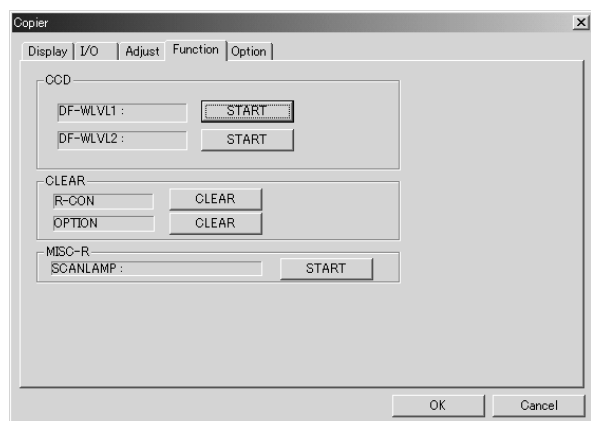 Copier
Display I/O Adjust Function Option
CCD
DF-WLVL1 : START
DF-WLVL2 : START
CLEAR
R-CON CLEAR
OPTION CLEAR
MISC-R
SCANLAMP : START
OK Cancel